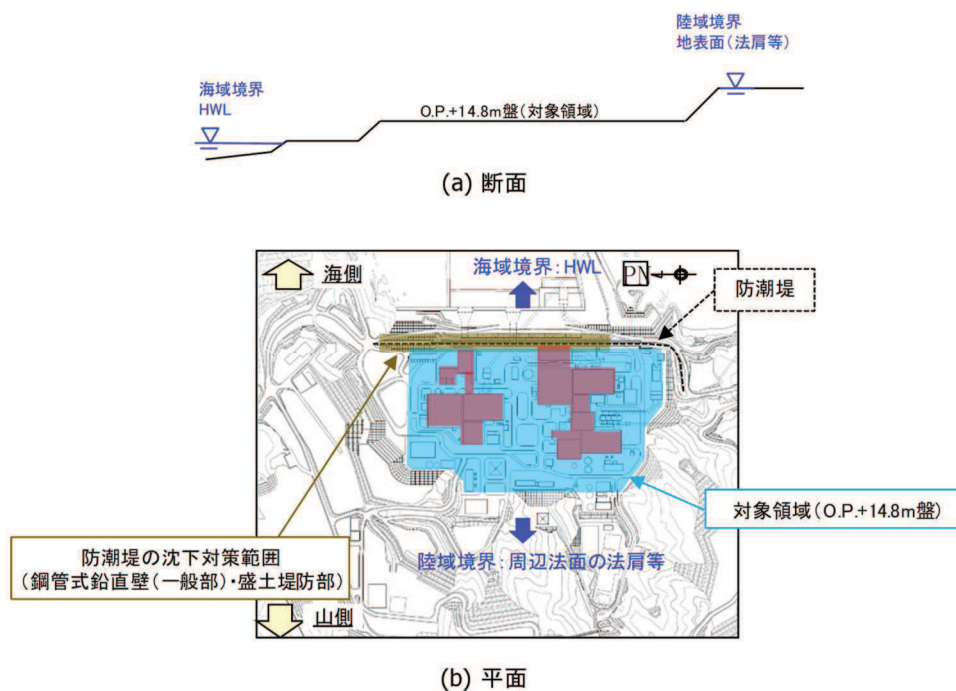 陸域境界
地表面(法肩等)
海域境界
HWL
O.P.+14.8m盤(対象領域)
(a) 断面
海側
海域境界:HWL
PN
防潮堤
対象領域(O.P.+14.8m盤)
防潮堤の沈下対策範囲
(鋼管式鉛直壁(一般部)・盛土堤防部)
陸域境界:周辺法面の法肩等
山側
(b) 平面